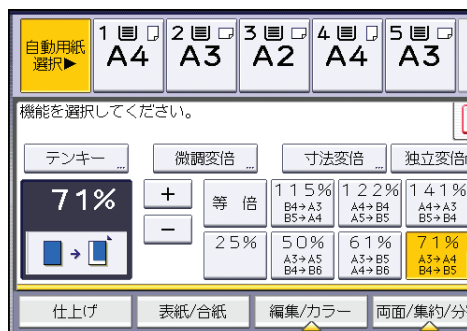 自動用紙
選択▶
1
A4
2
A3
3
A2
4
A4
5
A3
機能を選択してください。
テンキー
微調変倍
寸法変倍
独立変倍
71%
+
−
等 倍
115%
B4→A3
B5→A4
122%
A4→B4
A5→B5
141%
A4→A3
B5→B4
25%
50%
A3→A5
B4→B6
61%
A3→B5
A4→B6
71%
A3→A4
B4→B5
仕上げ
表紙/合紙
編集/カラー
両面/集約/分